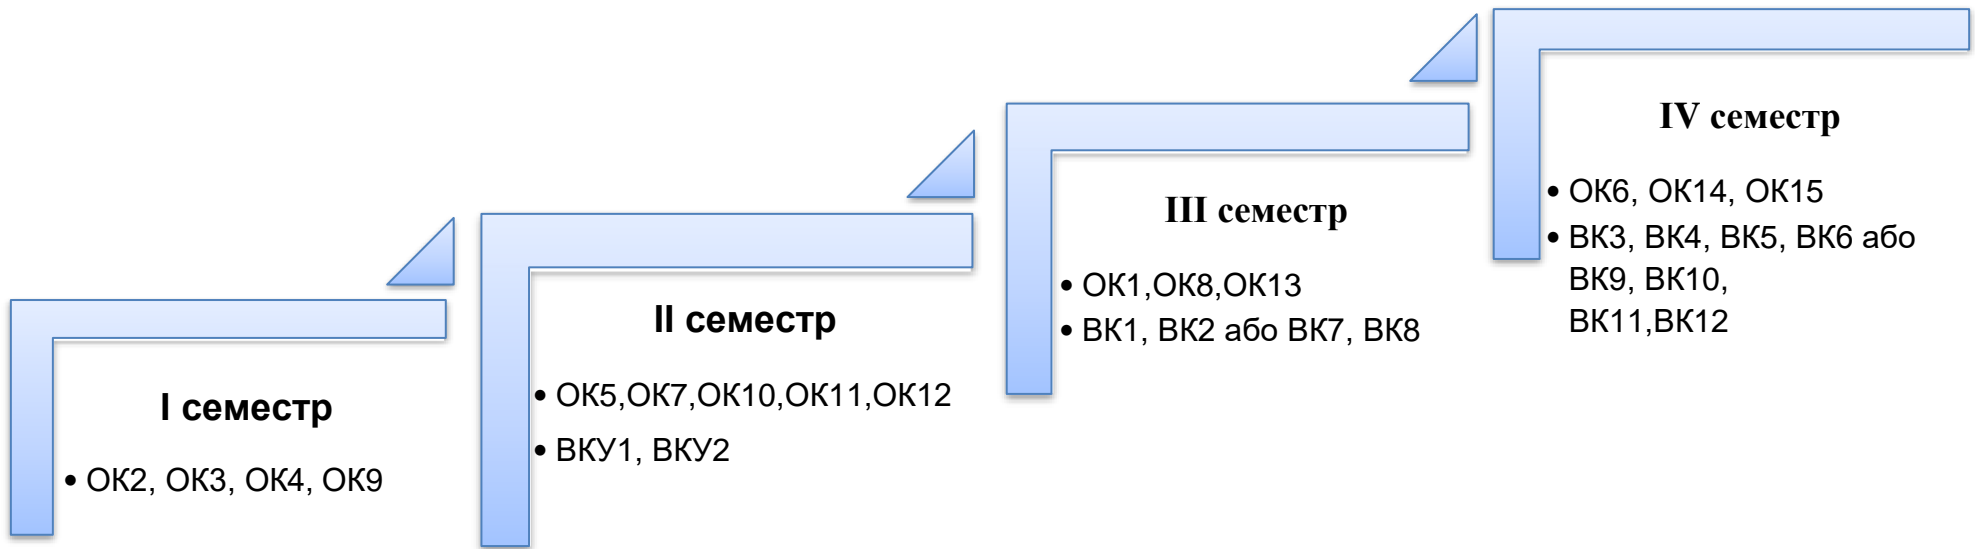 I семестр
• ОК2, ОК3, ОК4, ОК9
II семестр
• ОК5,ОК7,ОК10,ОК11,ОК12
• ВКУ1, ВКУ2
III семестр
• ОК1,ОК8,ОК13
• ВК1, ВК2 або ВК7, ВК8
IV семестр
• ОК6, ОК14, ОК15
• ВК3, ВК4, ВК5, ВК6 або
ВК9, ВК10,
ВК11,ВК12